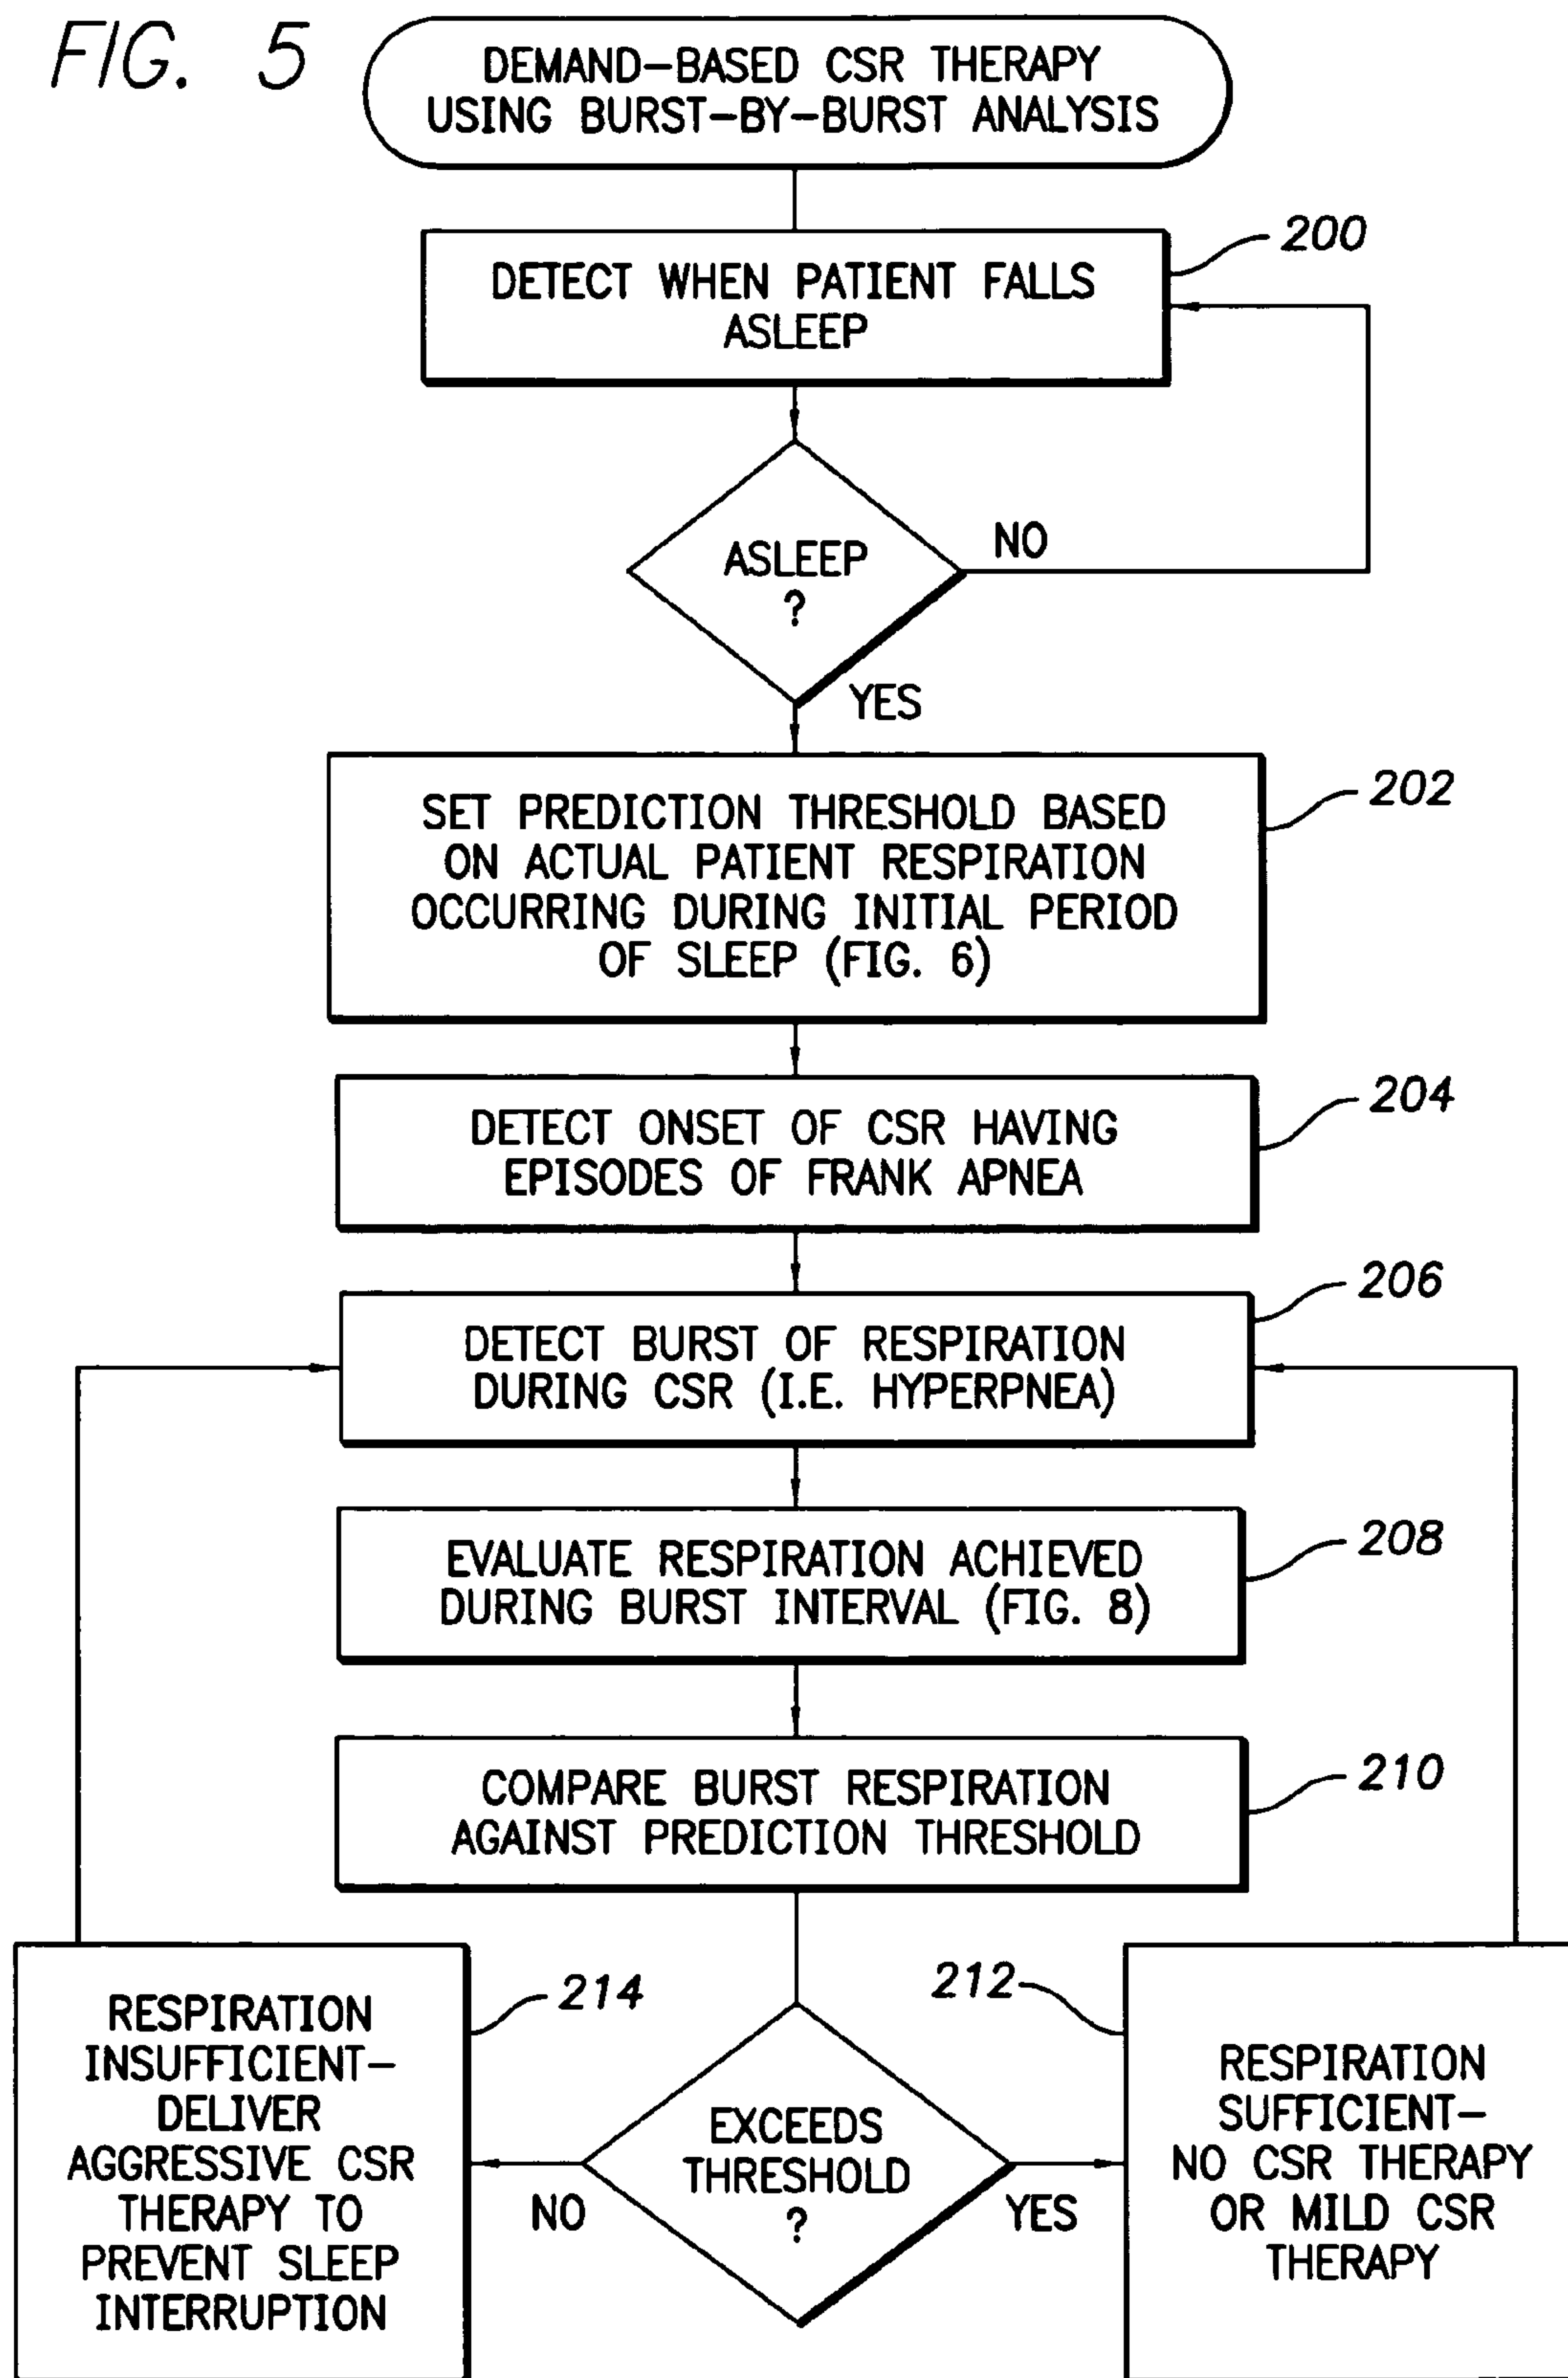 FIG. 5
DEMAND-BASED CSR THERAPY
USING BURST-BY-BURST ANALYSIS
200
DETECT WHEN PATIENT FALLS
ASLEEP
ASLEEP
?
NO
YES
202
SET PREDICTION THRESHOLD BASED
ON ACTUAL PATIENT RESPIRATION
OCCURRING DURING INITIAL PERIOD
OF SLEEP (FIG. 6)
204
DETECT ONSET OF CSR HAVING
EPISODES OF FRANK APNEA
206
DETECT BURST OF RESPIRATION
DURING CSR (I.E. HYPERPNEA)
208
EVALUATE RESPIRATION ACHIEVED
DURING BURST INTERVAL (FIG. 8)
210
COMPARE BURST RESPIRATION
AGAINST PREDICTION THRESHOLD
214
RESPIRATION
INSUFFICIENT-
DELIVER
AGGRESSIVE CSR
THERAPY TO
PREVENT SLEEP
INTERRUPTION
EXCEEDS
THRESHOLD
?
NO
YES
212
RESPIRATION
SUFFICIENT-
NO CSR THERAPY
OR MILD CSR
THERAPY